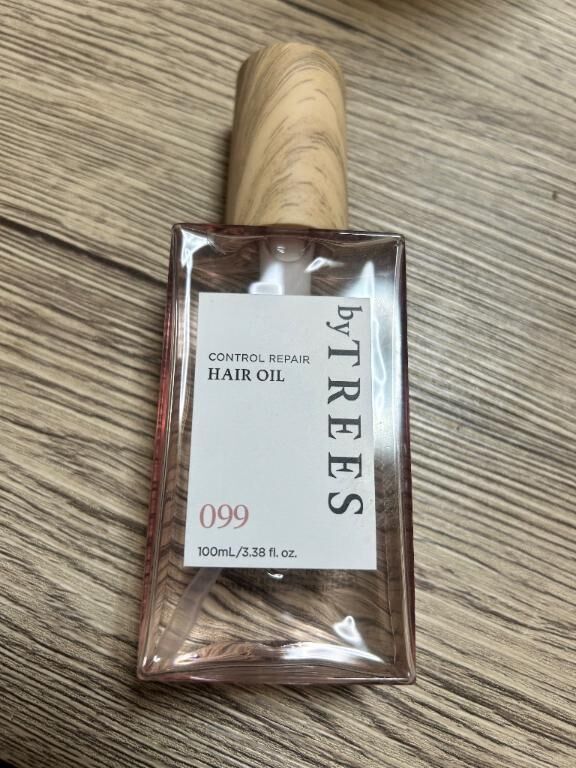 byTREES
CONTROL REPAIR
HAIR OIL
099
100mL/3.38 fl. oz.